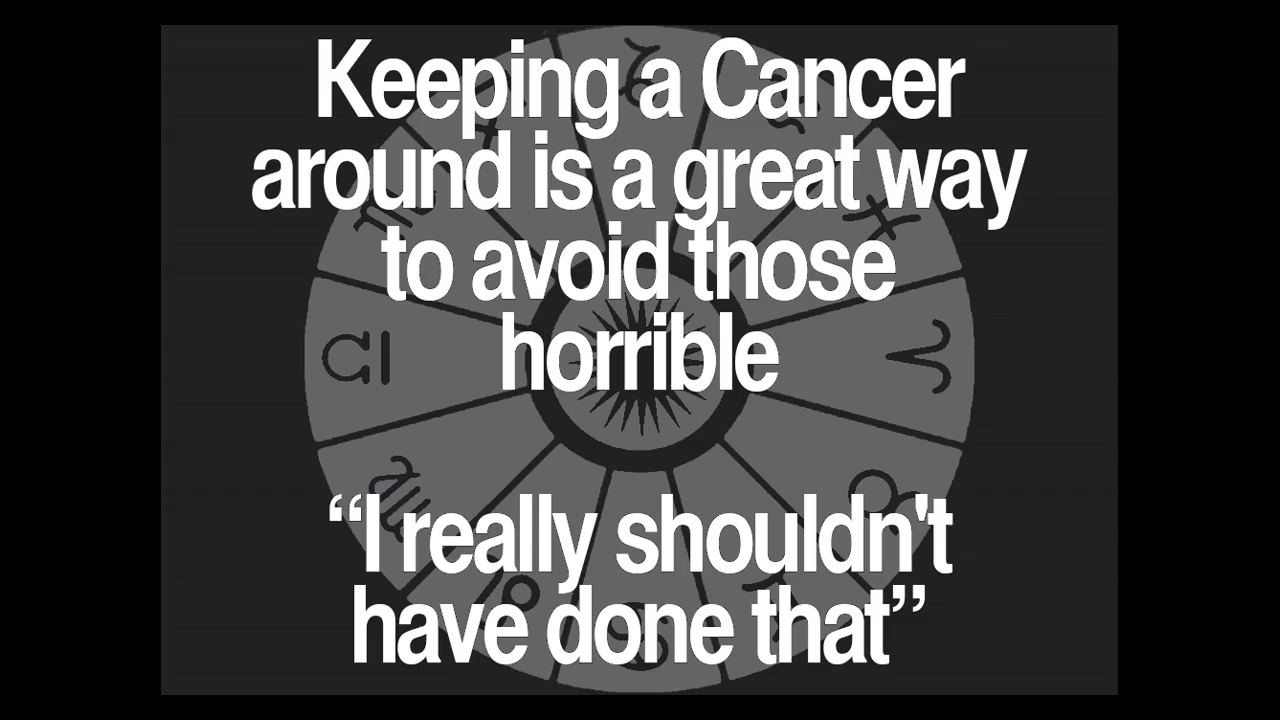 Keeping a Cancer
around is a great way
to avoid those
horrible
“I really shouldn't
have done that”